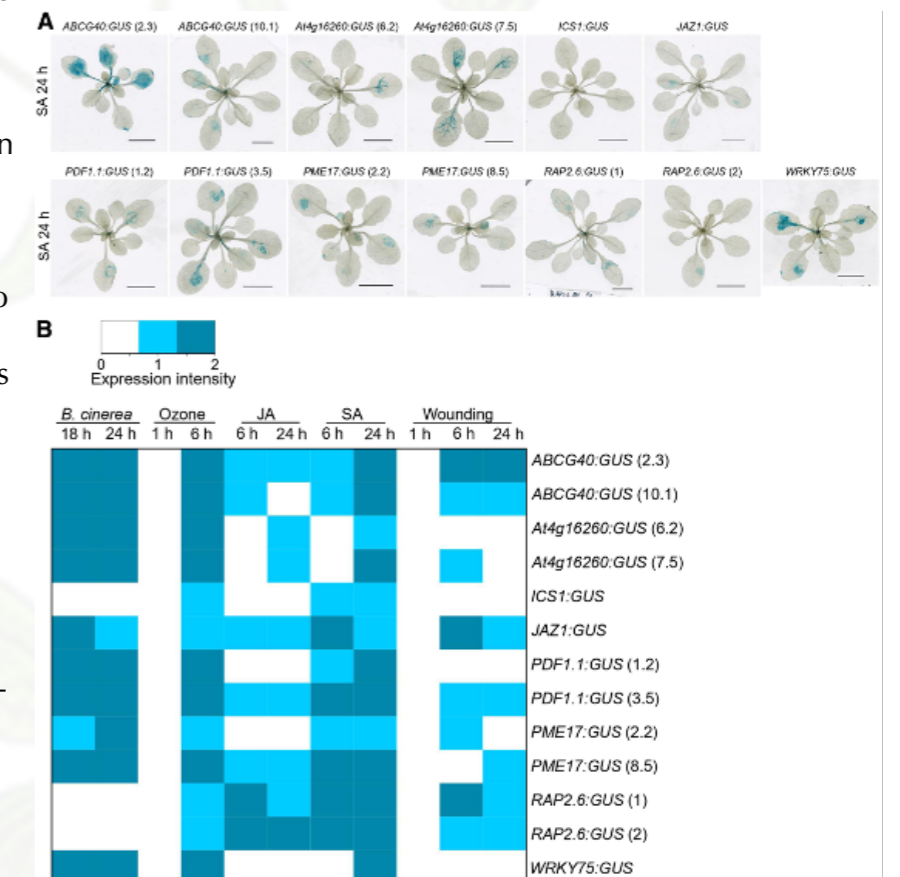 n
o
s
-
A
ABCG40:GUS (2.3) ABCG40:GUS (10.1) At4g16260:GUS (6.2) At4g16260:GUS (7.5) ICS1:GUS JAZ1:GUS
SA 24 h
PDF1.1:GUS (1.2) PDF1.1:GUS (3.5) PME17:GUS (2.2) PME17:GUS (8.5) RAP2.6:GUS (1) RAP2.6:GUS (2) WRKY75:GUS
SA 24 h
B
0 1 2
Expression intensity
B. cinerea Ozone JA SA Wounding
18 h 24 h 1 h 6 h 6 h 24 h 6 h 24 h 1 h 6 h 24 h
ABCG40:GUS (2.3)
ABCG40:GUS (10.1)
At4g16260:GUS (6.2)
At4g16260:GUS (7.5)
ICS1:GUS
JAZ1:GUS
PDF1.1:GUS (1.2)
PDF1.1:GUS (3.5)
PME17:GUS (2.2)
PME17:GUS (8.5)
RAP2.6:GUS (1)
RAP2.6:GUS (2)
WRKY75:GUS